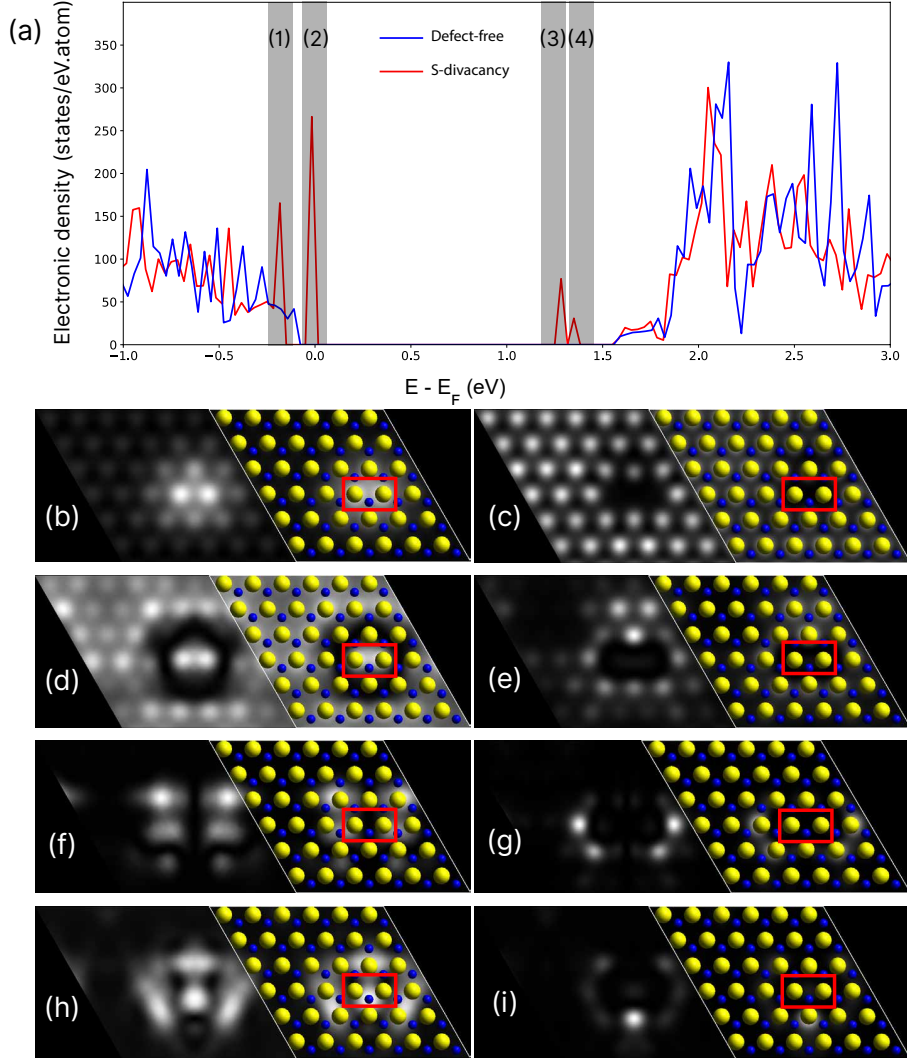 (a)
(1) (2) (3) (4)
Defect-free
S-divacancy
Electronic density (states/eV.atom)
350
300
250
200
150
100
50
0
−1.0 −0.5 0.0 0.5 1.0 1.5 2.0 2.5 3.0
E - E_F (eV)
(b) (c)
(d) (e)
(f) (g)
(h) (i)